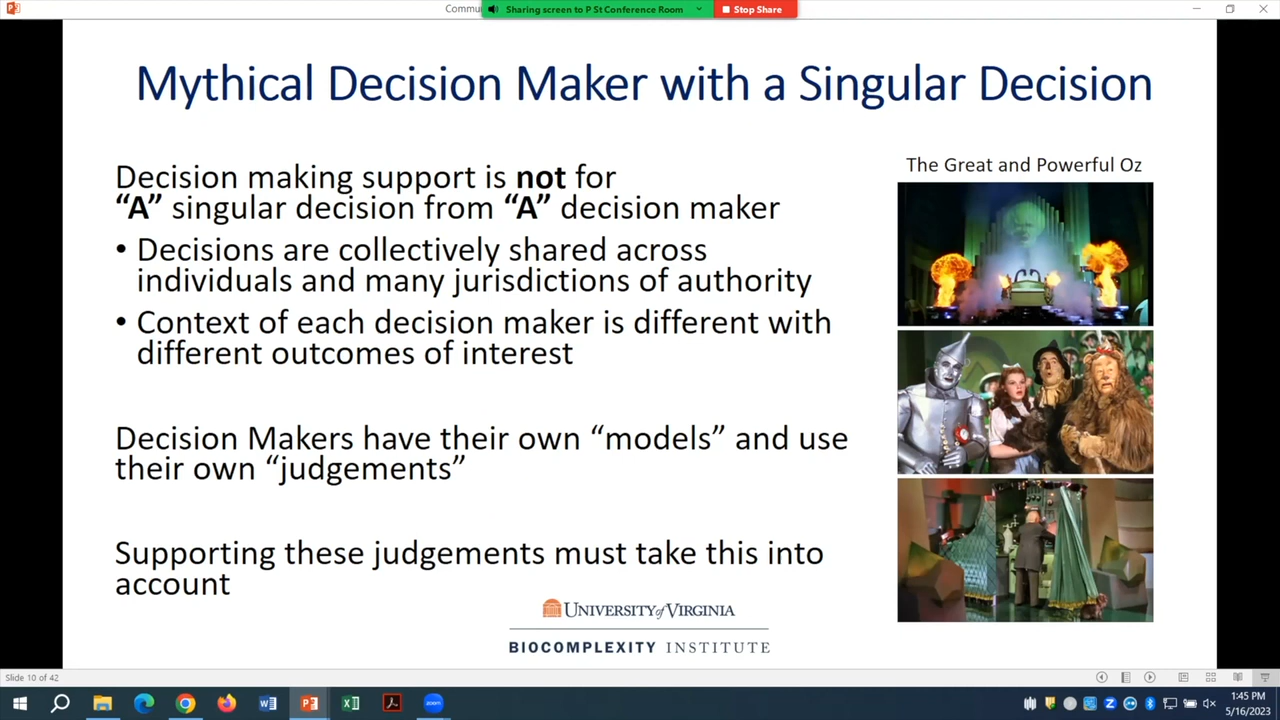 Commu
Sharing screen to P St Conference Room
Stop Share
Mythical Decision Maker with a Singular Decision
Decision making support is not for
“A” singular decision from “A” decision maker
• Decisions are collectively shared across
individuals and many jurisdictions of authority
• Context of each decision maker is different with
different outcomes of interest
Decision Makers have their own “models” and use
their own “judgements”
Supporting these judgements must take this into
account
The Great and Powerful Oz
UNIVERSITY of VIRGINIA
BIOCOMPLEXITY INSTITUTE
Slide 10 of 42
zoom
1:45 PM
5/16/2023